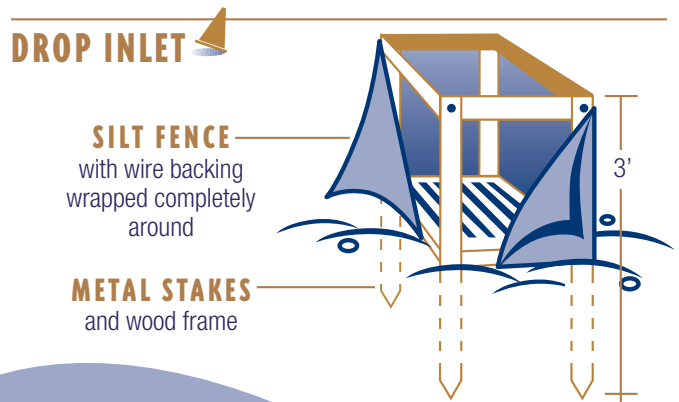 DROP INLET
SILT FENCE
with wire backing
wrapped completely
around
3’
METAL STAKES
and wood frame